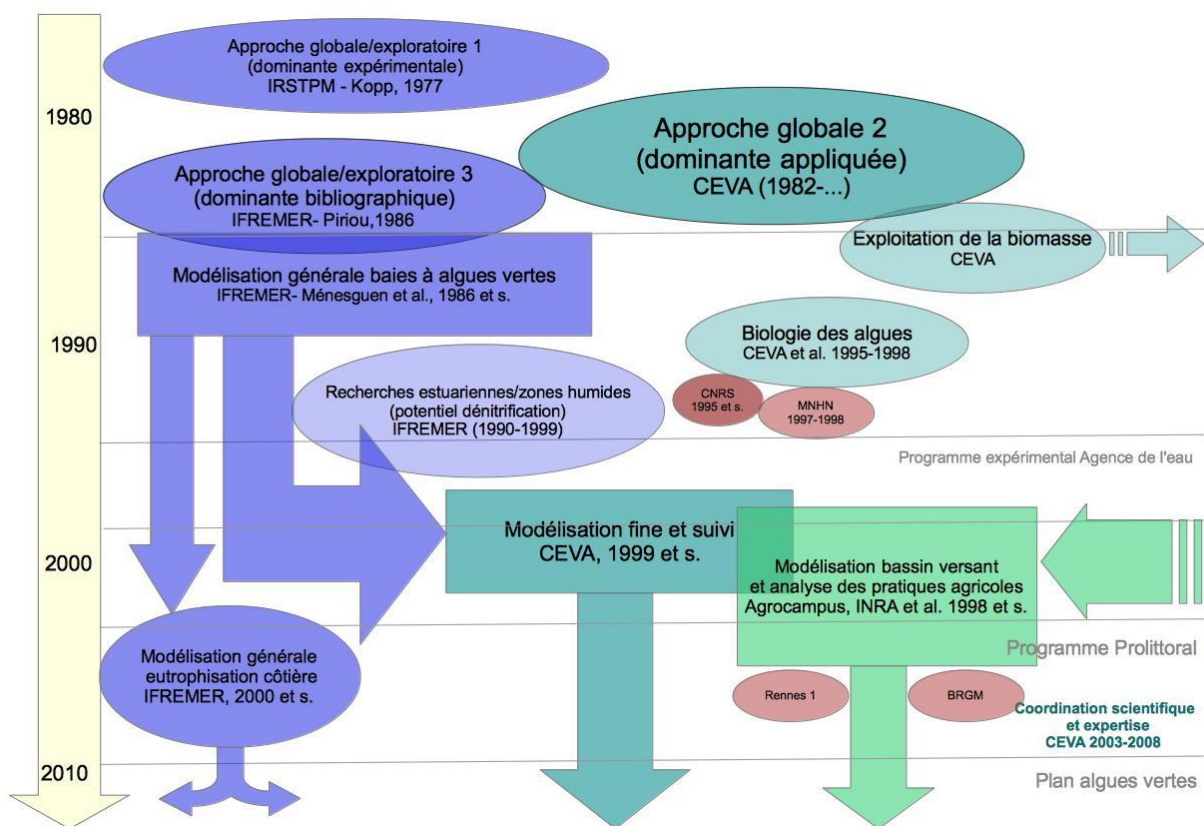 Approche globale/exploratoire 1
(dominante expérimentale)
IRSTPM - Kopp, 1977
1980
Approche globale 2
(dominante appliquée)
CEVA (1982-...)
Approche globale/exploratoire 3
(dominante bibliographique)
IFREMER- Piriou,1986
Exploitation de la biomasse
CEVA
Modélisation générale baies à algues vertes
IFREMER- Ménesguen et al., 1986 et s.
1990
Biologie des algues
CEVA et al. 1995-1998
CNRS
1995 et s.
MNHN
1997-1998
Recherches estuariennes/zones humides
(potentiel dénitrification)
IFREMER (1990-1999)
Programme expérimental Agence de l'eau
Modélisation fine et suivi
CEVA, 1999 et s.
2000
Modélisation bassin versant
et analyse des pratiques agricoles
Agrocampus, INRA et al. 1998 et s.
Programme Prolittoral
Modélisation générale
eutrophisation côtière
IFREMER, 2000 et s.
Rennes 1
BRGM
Coordination scientifique
et expertise
CEVA 2003-2008
2010
Plan algues vertes